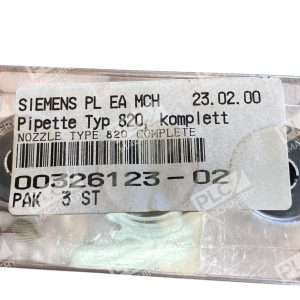 SIEMENS PL EA MCH 23.02.00
Pipette Typ 820, komplett
NOZZLE TYPE 820 COMPLETE
00326123-02
PAK 3 ST